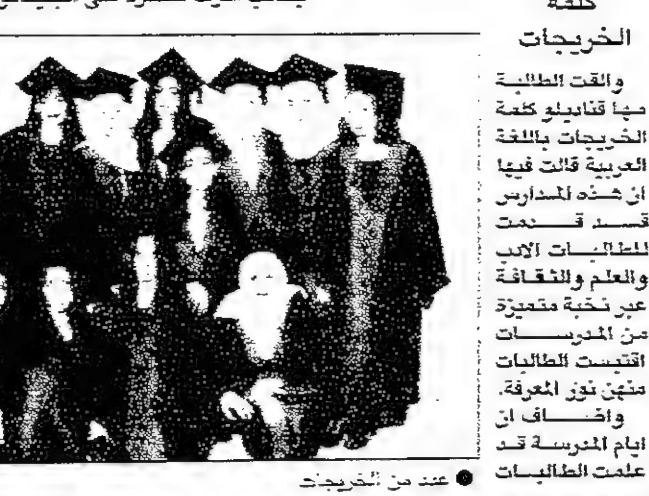 كلمة
الخريجات
والقت الطالبة
مها قنابيلو كلمة
الخريجات باللغة
العربية قالت فيها
ان هذه المدارس
قد قدمت
للطالبات الادب
والعلم والثقافة
عبر نخبة متميزة
من المدرسات
اقتبست الطالبات
منهن نور المعرفة.
واضاف ان
ايام المدرسة قد
علمت الطالبات
● عدد من الخريجات